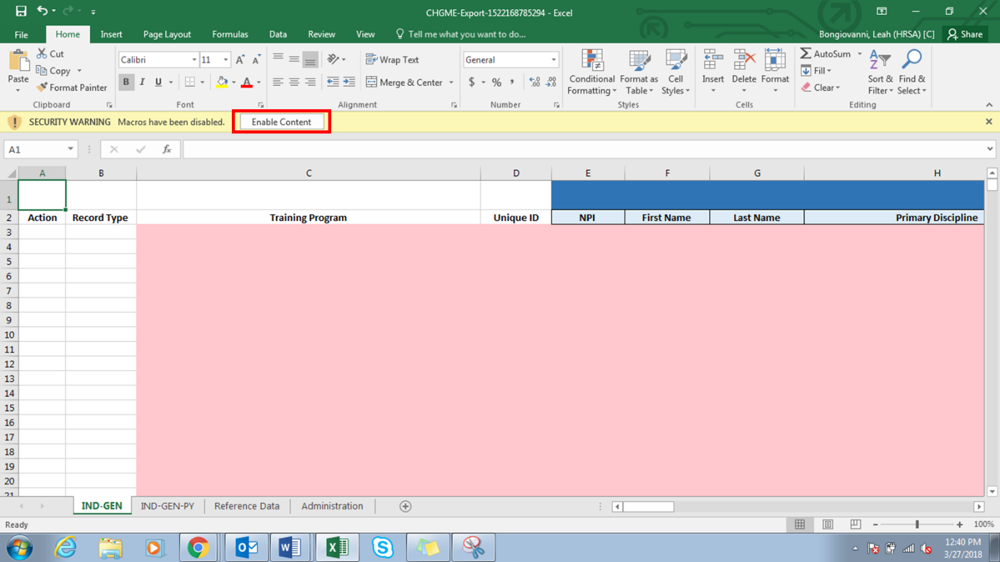 CHGME-Export-1522168785294 - Excel
File Home Insert Page Layout Formulas Data Review View Tell me what you want to do... Bongiovanni, Leah (HRSA) [C] Share
Paste
Cut
Copy
Format Painter
Clipboard
Calibri 11
B I U A
Font
Wrap Text
Merge & Center
Alignment
General
$ % ,
Number
Conditional Formatting
Format as Table
Cell Styles
Styles
Insert Delete Format
Cells
AutoSum
Fill
Clear
Sort & Filter
Find & Select
Editing
SECURITY WARNING Macros have been disabled. Enable Content
A1 fx
A B C D E F G H
1
2 Action Record Type Training Program Unique ID NPI First Name Last Name Primary Discipline
3
4
5
6
7
8
9
10
11
12
13
14
15
16
17
18
19
20
21
IND-GEN IND-GEN-PY Reference Data Administration
Ready 100%
12:40 PM
3/27/2018